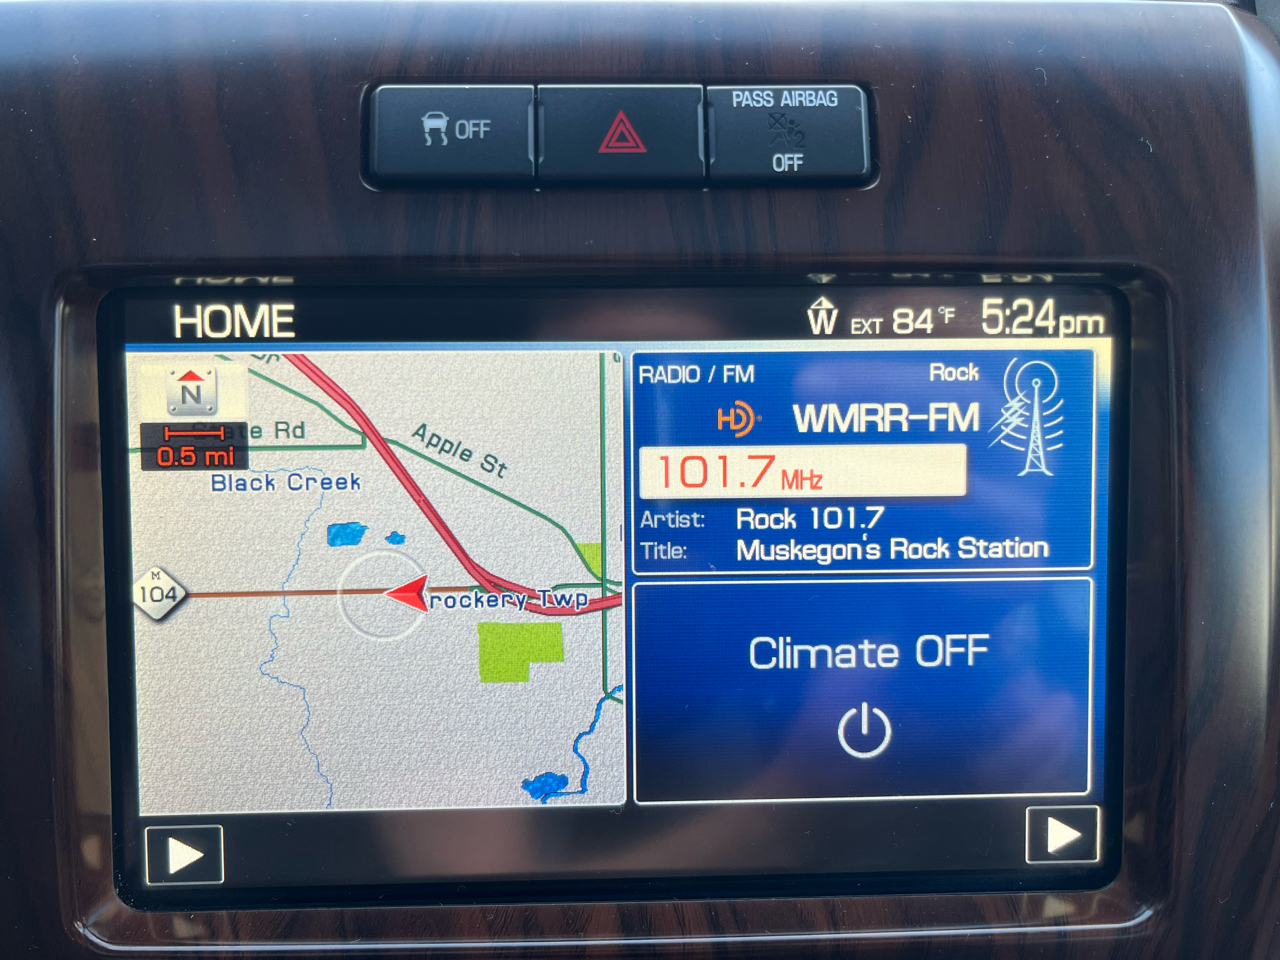 OFF
PASS AIRBAG
2
OFF
HOME
W
EXT 84°F
5:24pm
N
0.5 mi
Rd
Apple St
Black Creek
M
104
rockery Twp
RADIO / FM
Rock
HD
WMRR-FM
101.7 MHz
Artist: Rock 101.7
Title: Muskegon's Rock Station
Climate OFF